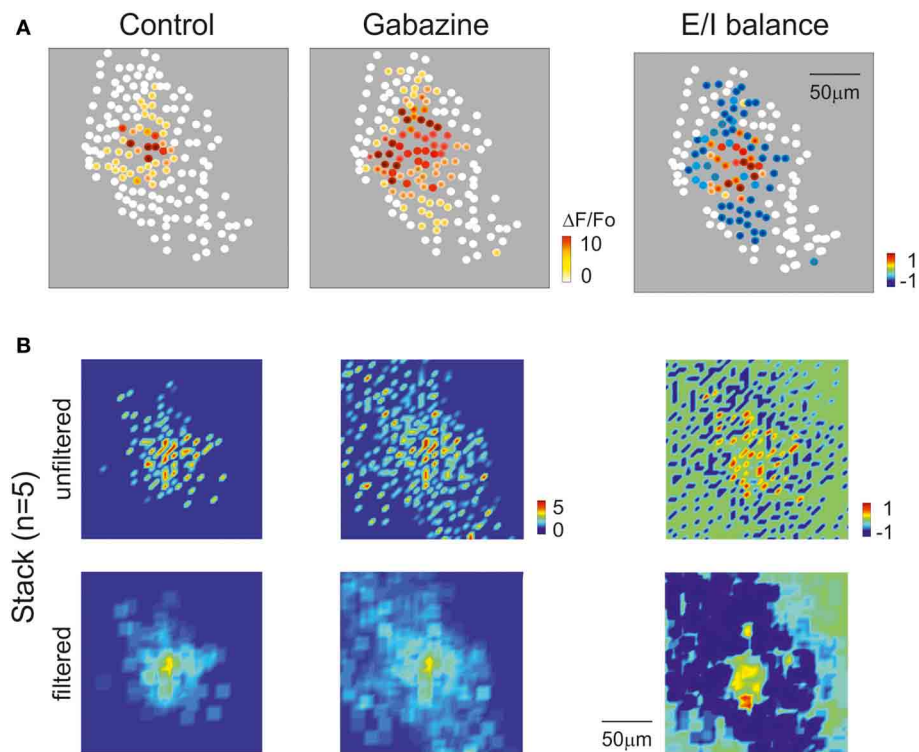 A
Control
Gabazine
E/I balance
50μm
ΔF/Fo
10
0
1
-1
B
Stack (n=5)
unfiltered
5
0
1
-1
filtered
50μm